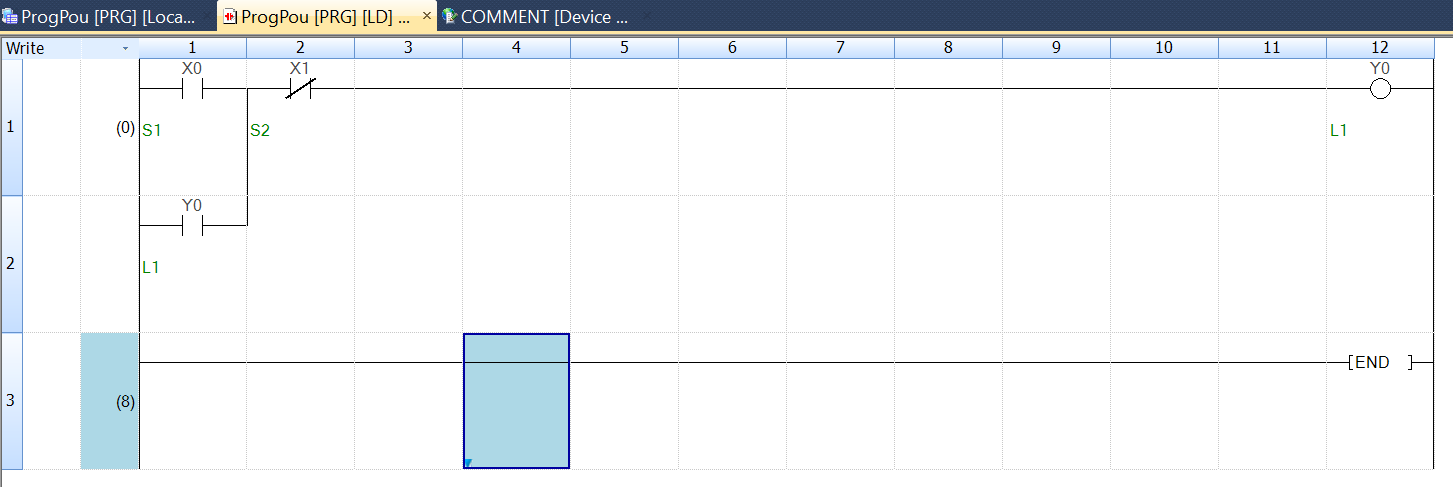 ProgPou [PRG] [Loca... ProgPou [PRG] [LD] ... × COMMENT [Device ... ×
Write 1 2 3 4 5 6 7 8 9 10 11 12
X0 X1 Y0
1 (0) S1 S2 L1
Y0
2 L1
[END ]
3 (8)